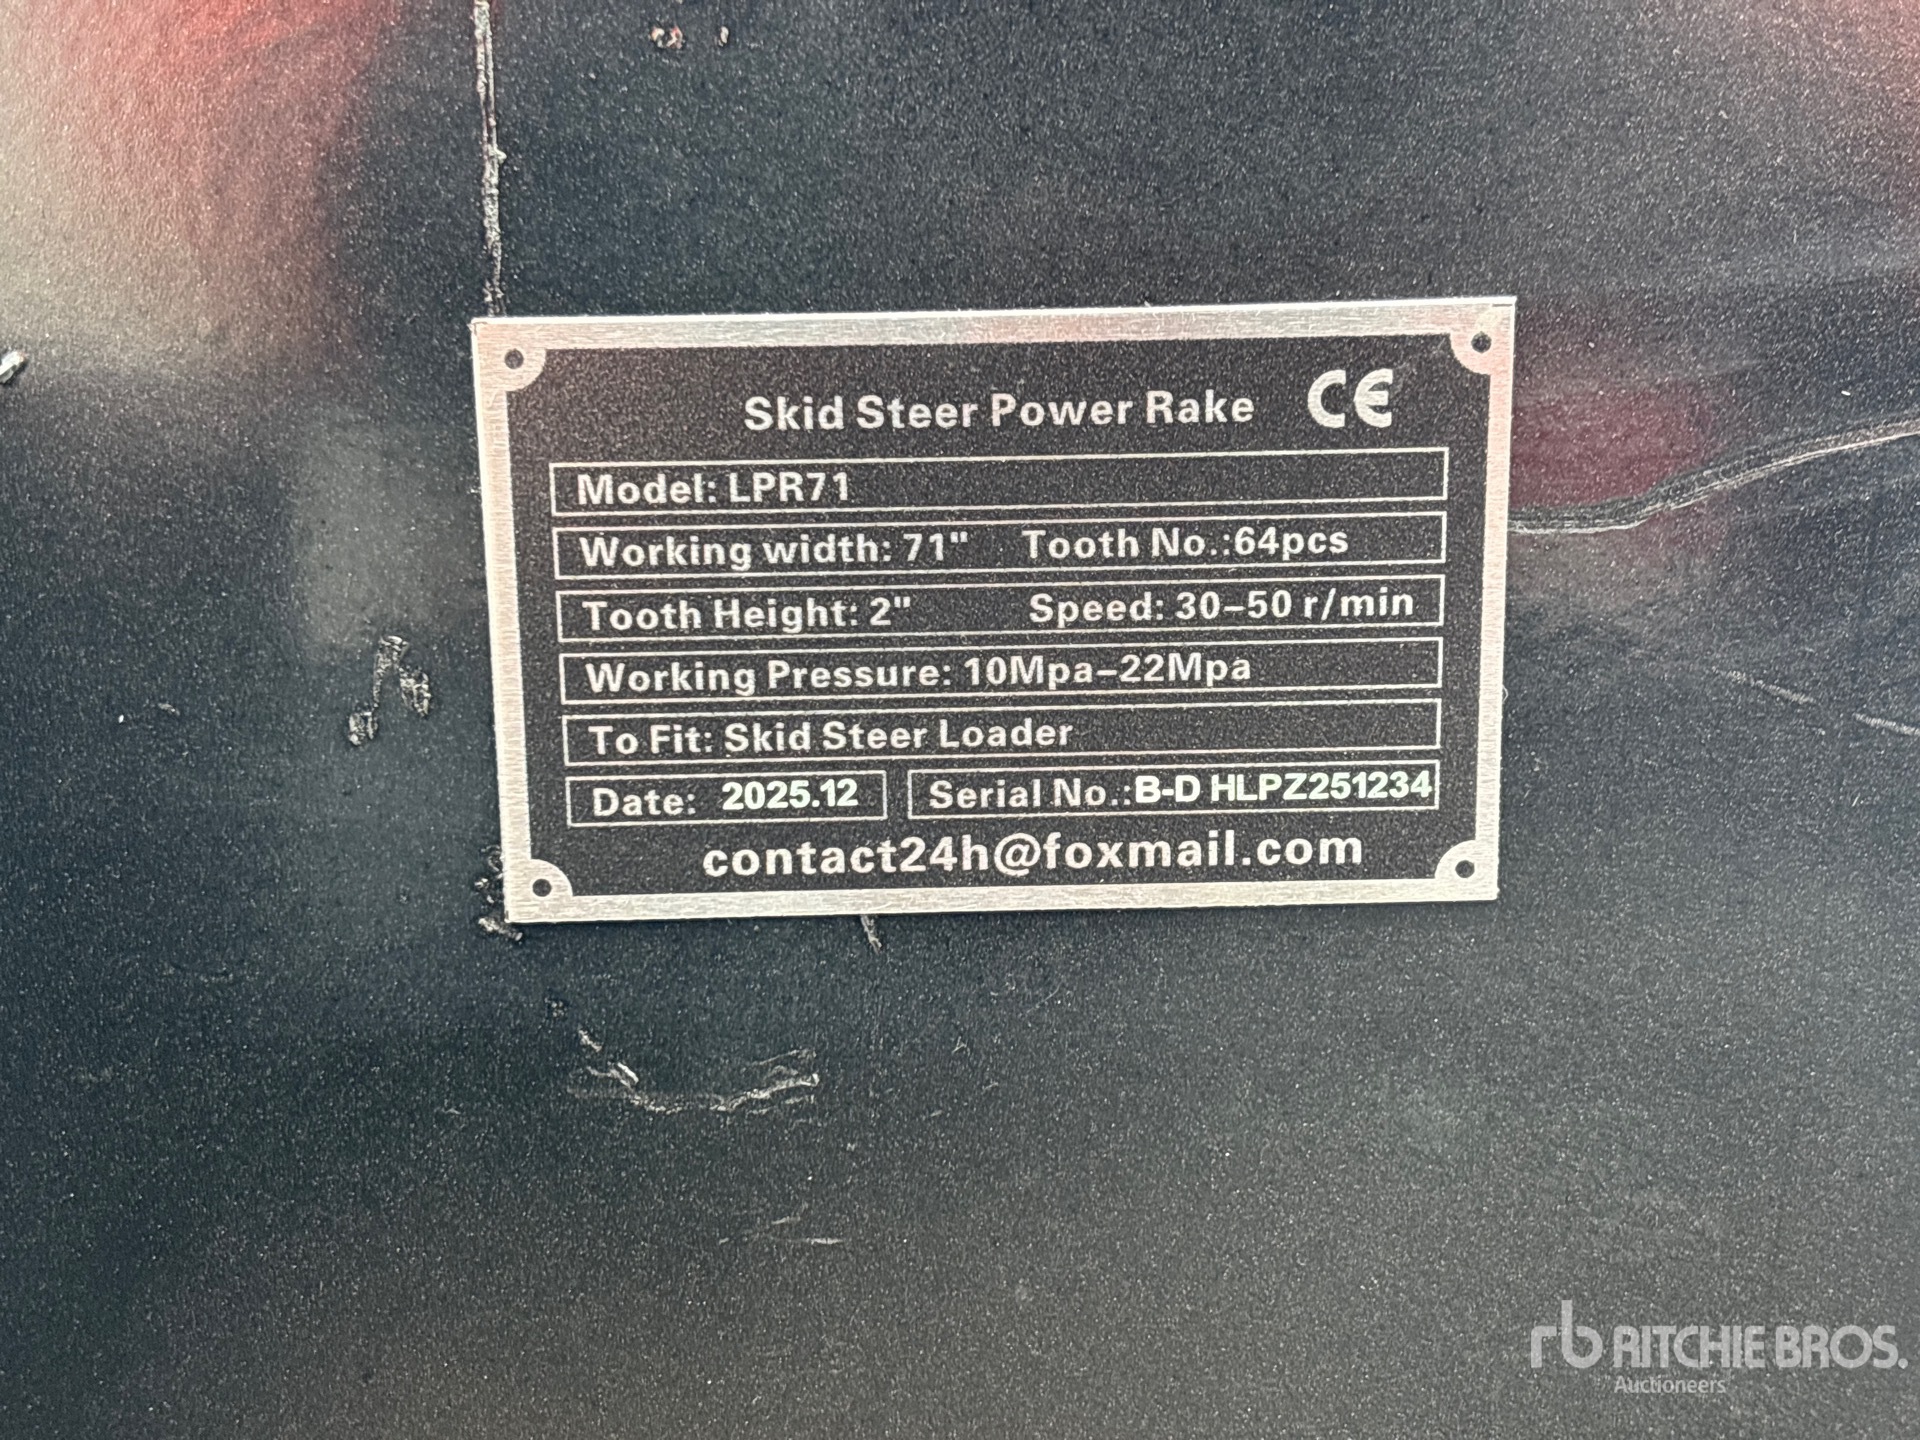 Skid Steer Power Rake CE
Model: LPR71
Working width: 71" Tooth No.:64pcs
Tooth Height: 2" Speed: 30-50 r/min
Working Pressure: 10Mpa-22Mpa
To Fit: Skid Steer Loader
Date: 2025.12 Serial No.:B-D HLPZ251234
contact24h@foxmail.com
rb RITCHIE BROS.
Auctioneers